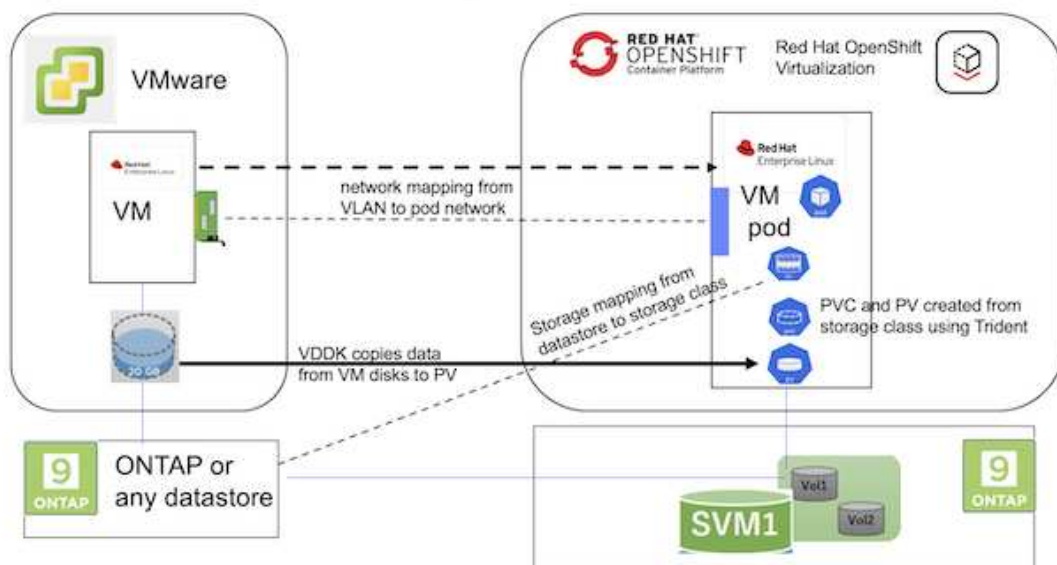 VMware
RED HAT
OPENSHIFT
Container Platform
Red Hat OpenShift
Virtualization
Red Hat
Enterprise Linux
VM
network mapping from
VLAN to pod network
Red Hat
Enterprise Linux
VM
pod
pod
Storage mapping from
datastore to storage class
PVC and PV created from
storage class using Trident
20 GB
VDDK copies data
from VM disks to PV
9
ONTAP
ONTAP or
any datastore
SVM1
Vol1
Vol2
9
ONTAP